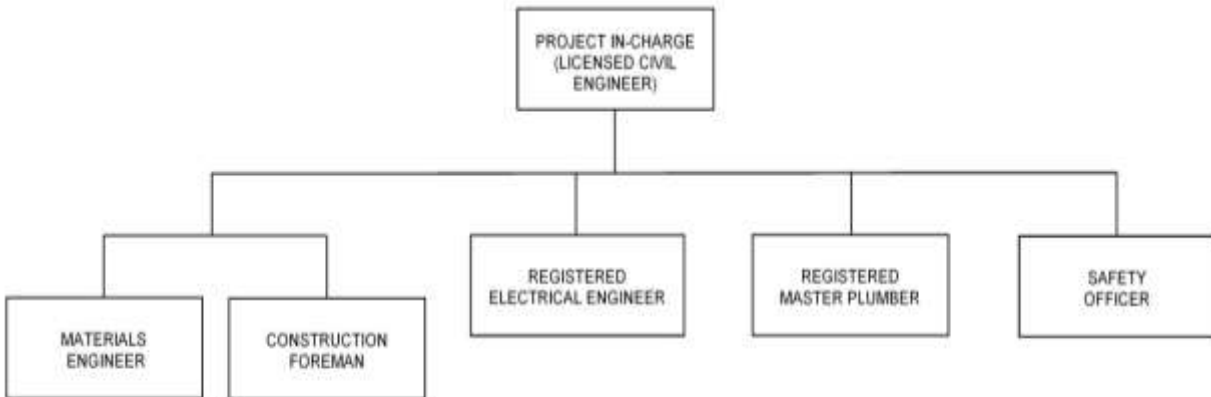 PROJECT IN-CHARGE
(LICENSED CIVIL
ENGINEER)
REGISTERED
ELECTRICAL ENGINEER
REGISTERED
MASTER PLUMBER
SAFETY
OFFICER
MATERIALS
ENGINEER
CONSTRUCTION
FOREMAN